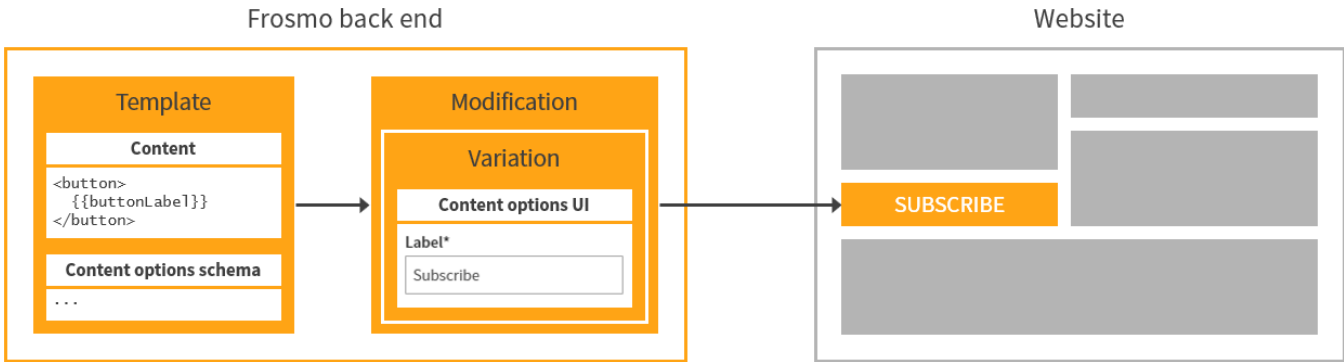 Frosmo back end
Website
Template
Content
<button>
{{buttonLabel}}
</button>
Content options schema
...
Modification
Variation
Content options UI
Label*
Subscribe
SUBSCRIBE